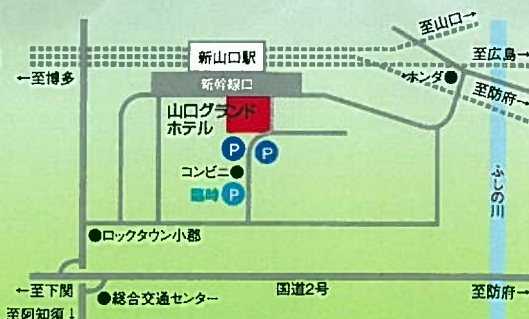 至山口→
新山口駅
至広島→
←至博多
新幹線口
ホンダ
至防府→
山口グランド
ホテル
P
P
コンビニ
臨時 P
ふしの川
ロックタウン小郡
←至下関
国道2号
至防府→
総合交通センター
至阿知須↓